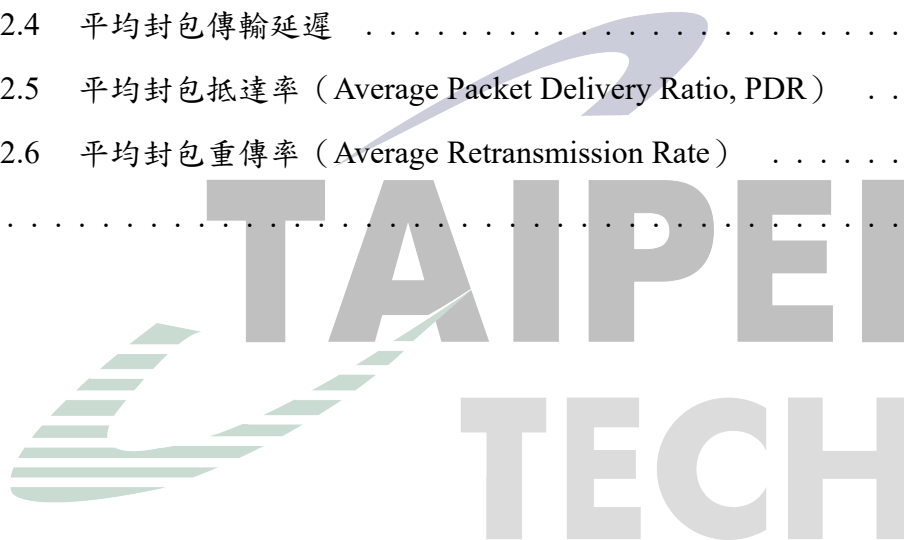 2.4 平均封包傳輸延遲 . . . . . . . . . . . . . . . . . . . . . . .
2.5 平均封包抵達率（Average Packet Delivery Ratio, PDR） . .
2.6 平均封包重傳率（Average Retransmission Rate） . . . . . .
. . . . . . . . . . . . . . . . . . . . . . . . . . . . . . . . . . . . . .
TAIPEI
TECH